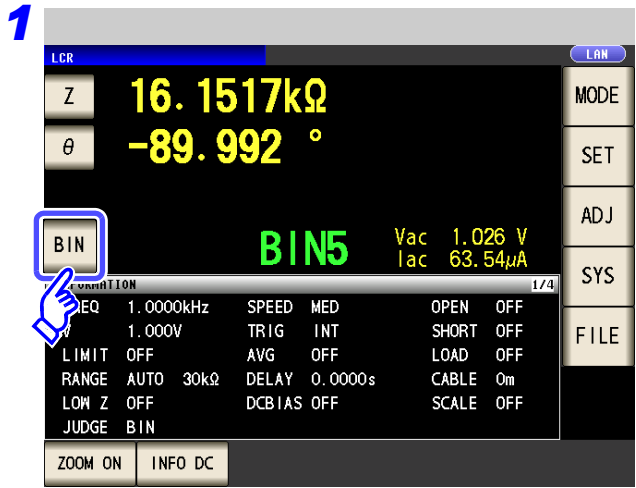 1
LCR LAN
Z 16.1517kΩ MODE
θ -89.992 ° SET
ADJ
BIN BIN5 Vac 1.026 V
Iac 63.54μA
SYS
1/4
1.0000kHz SPEED MED OPEN OFF
V 1.000V TRIG INT SHORT OFF FILE
LIMIT OFF AVG OFF LOAD OFF
RANGE AUTO 30kΩ DELAY 0.0000s CABLE 0m
LOW Z OFF DCBIAS OFF SCALE OFF
JUDGE BIN
ZOOM ON INFO DC